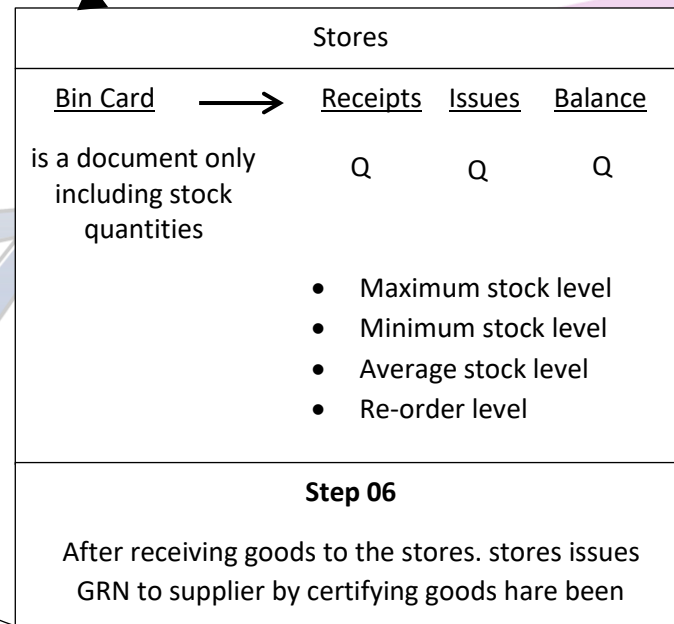 Stores
Bin Card Receipts Issues Balance
is a document only
including stock
quantities
Q Q Q
• Maximum stock level
• Minimum stock level
• Average stock level
• Re-order level
Step 06
After receiving goods to the stores. stores issues
GRN to supplier by certifying goods hare been